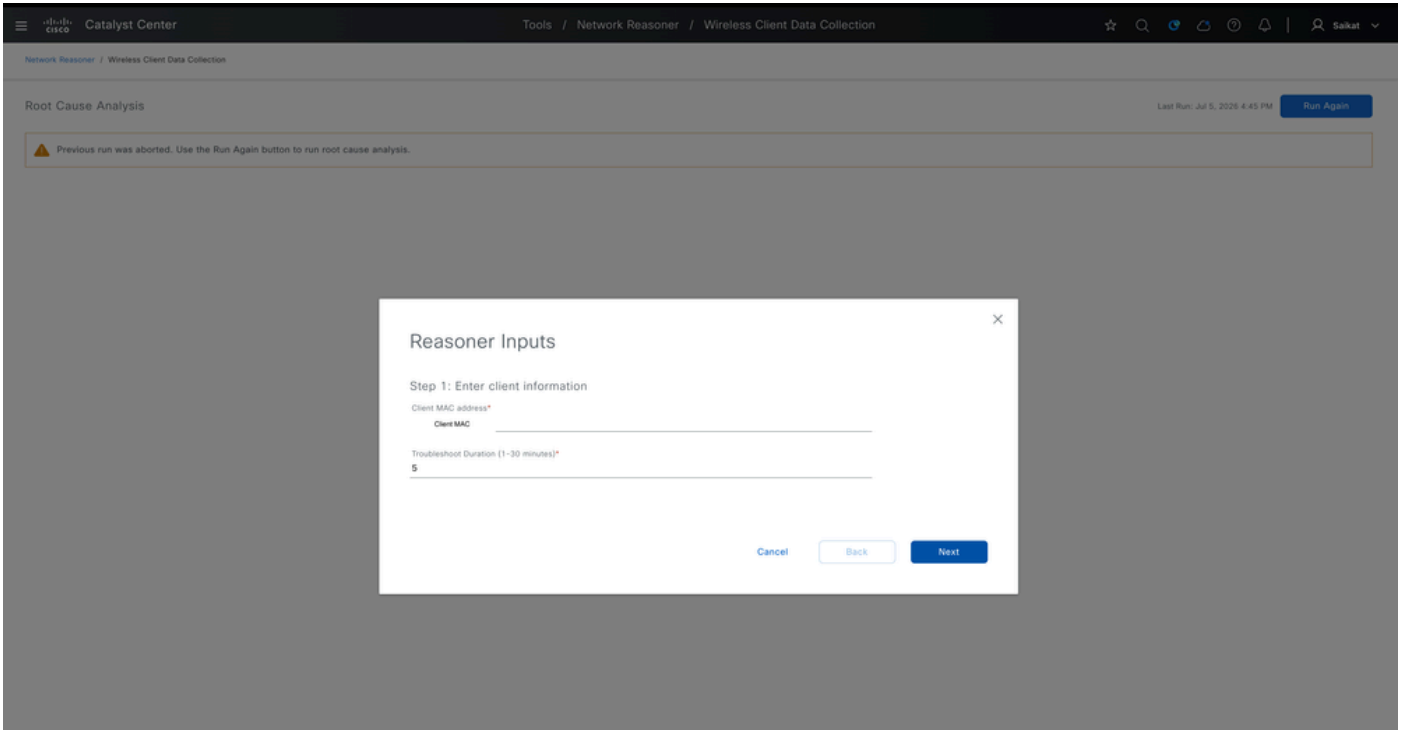 cisco Catalyst Center Tools / Network Reasoner / Wireless Client Data Collection Saikat
Network Reasoner / Wireless Client Data Collection
Root Cause Analysis Last Run: Jul 5, 2026 4:45 PM Run Again
Previous run was aborted. Use the Run Again button to run root cause analysis.
Reasoner Inputs
Step 1: Enter client information
Client MAC address*
Client MAC
Troubleshoot Duration (1-30 minutes)*
5
Cancel Back Next